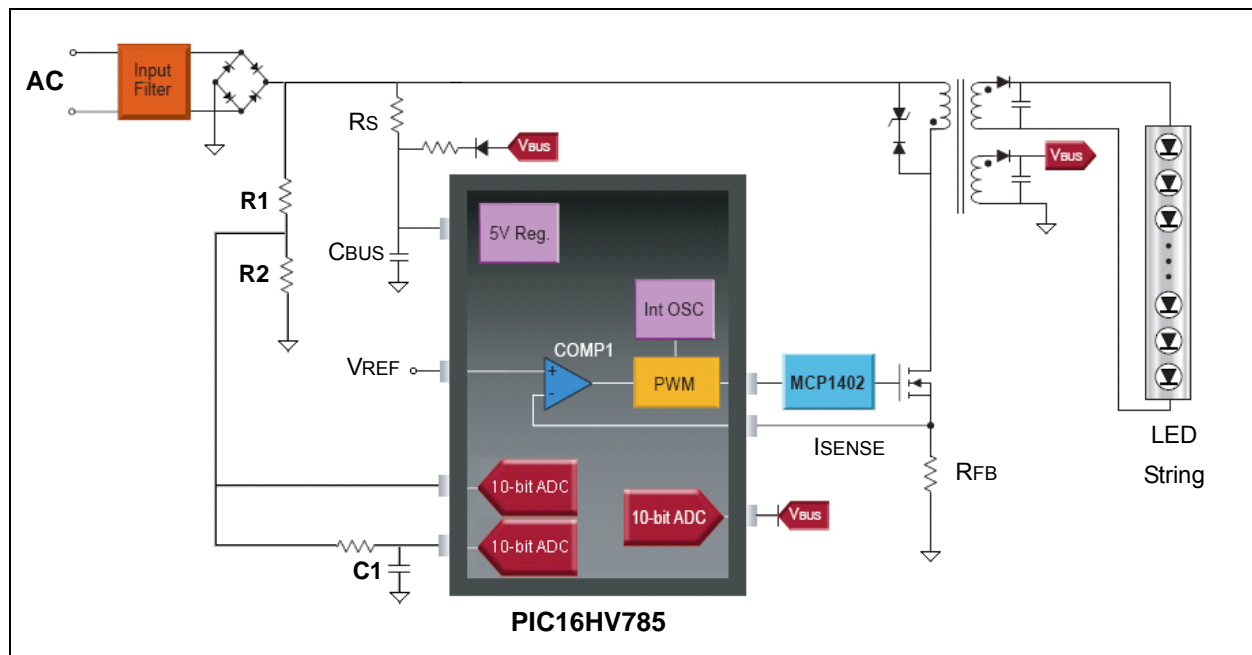 AC
Input
Filter
RS
VBUS
R1
R2
CBUS
5V Reg.
Int OSC
COMP1
VREF
+
-
PWM
MCP1402
ISENSE
RFB
10-bit ADC
10-bit ADC
10-bit ADC
VBUS
C1
PIC16HV785
VBUS
LED
String